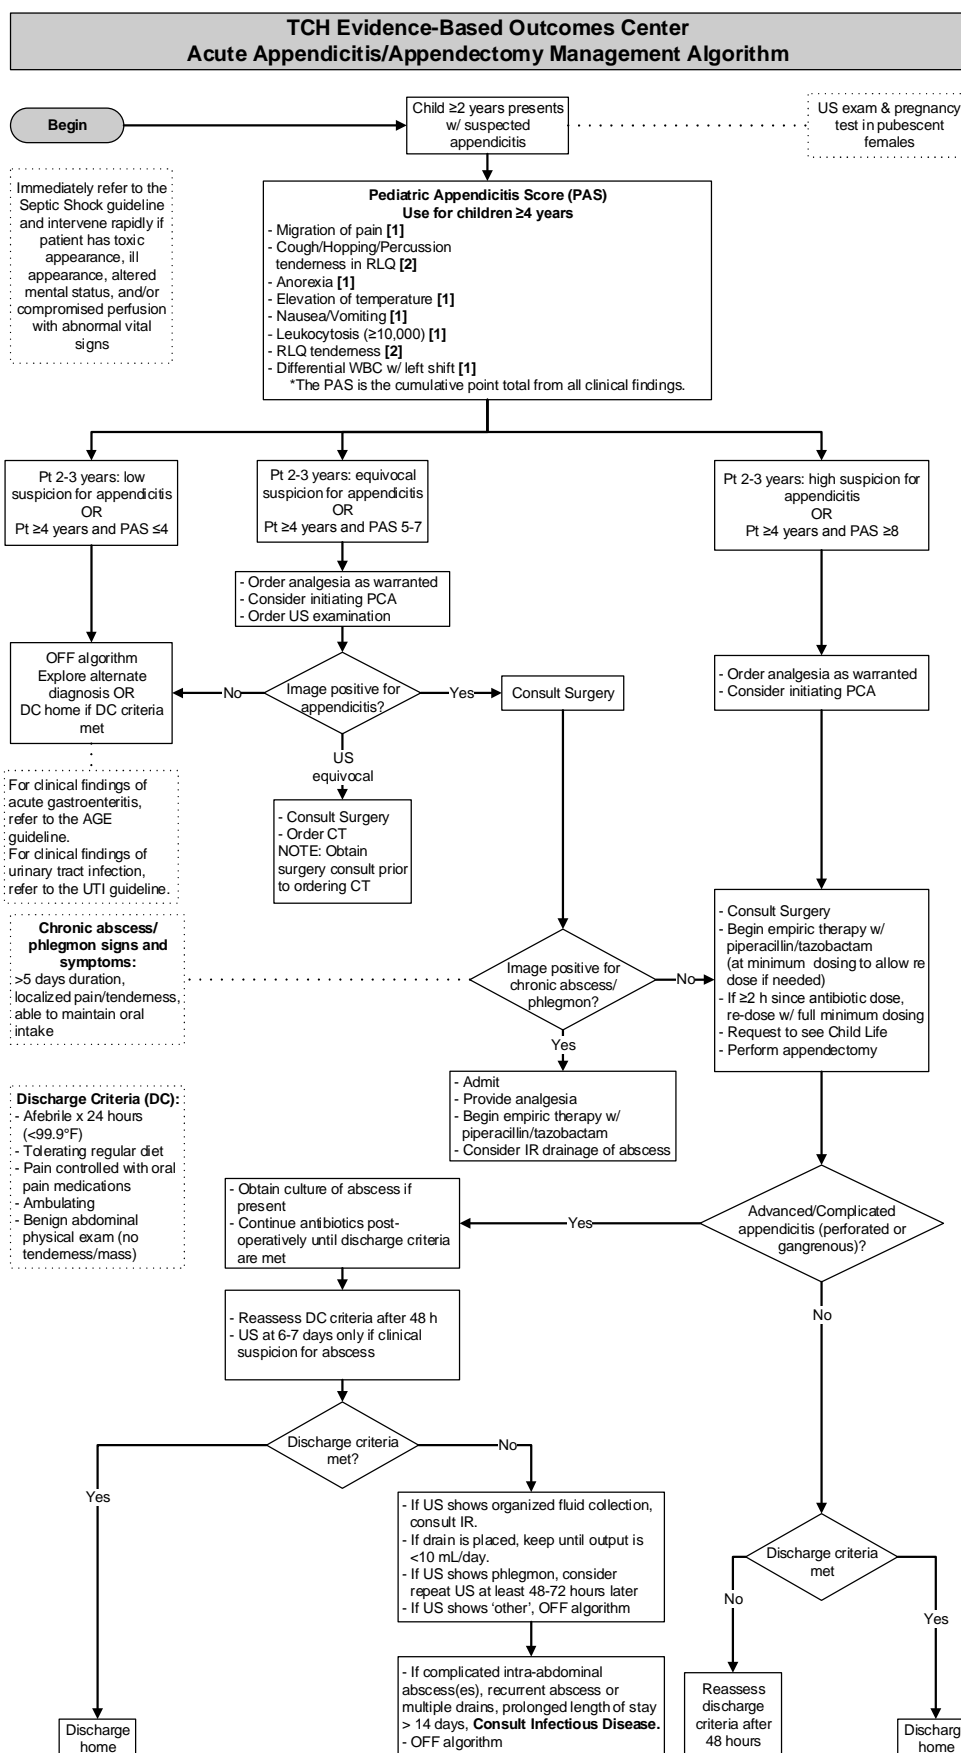 TCH Evidence-Based Outcomes Center
Acute Appendicitis/Appendectomy Management Algorithm
Begin
Child ≥2 years presents
w/ suspected
appendicitis
US exam & pregnancy
test in pubescent
females
Immediately refer to the
Septic Shock guideline
and intervene rapidly if
patient has toxic
appearance, ill
appearance, altered
mental status, and/or
compromised perfusion
with abnormal vital
signs
Pediatric Appendicitis Score (PAS)
Use for children ≥4 years
- Migration of pain [1]
- Cough/Hopping/Percussion
tenderness in RLQ [2]
- Anorexia [1]
- Elevation of temperature [1]
- Nausea/Vomiting [1]
- Leukocytosis (≥10,000) [1]
- RLQ tenderness [2]
- Differential WBC w/ left shift [1]
*The PAS is the cumulative point total from all clinical findings.
Pt 2-3 years: low
suspicion for appendicitis
OR
Pt ≥4 years and PAS ≤4
Pt 2-3 years: equivocal
suspicion for appendicitis
OR
Pt ≥4 years and PAS 5-7
Pt 2-3 years: high suspicion for
appendicitis
OR
Pt ≥4 years and PAS ≥8
- Order analgesia as warranted
- Consider initiating PCA
- Order US examination
OFF algorithm
Explore alternate
diagnosis OR
DC home if DC criteria
met
No
Image positive for
appendicitis?
Yes
Consult Surgery
- Order analgesia as warranted
- Consider initiating PCA
US
equivocal
For clinical findings of
acute gastroenteritis,
refer to the AGE
guideline.
For clinical findings of
urinary tract infection,
refer to the UTI guideline.
- Consult Surgery
- Order CT
NOTE: Obtain
surgery consult prior
to ordering CT
Chronic abscess/
phlegmon signs and
symptoms:
>5 days duration,
localized pain/tenderness,
able to maintain oral
intake
Image positive for
chronic abscess/
phlegmon?
No
- Consult Surgery
- Begin empiric therapy w/
piperacillin/tazobactam
(at minimum dosing to allow re
dose if needed)
- If ≥2 h since antibiotic dose,
re-dose w/ full minimum dosing
- Request to see Child Life
- Perform appendectomy
Yes
- Admit
- Provide analgesia
- Begin empiric therapy w/
piperacillin/tazobactam
- Consider IR drainage of abscess
Discharge Criteria (DC):
- Afebrile x 24 hours
(<99.9°F)
- Tolerating regular diet
- Pain controlled with oral
pain medications
- Ambulating
- Benign abdominal
physical exam (no
tenderness/mass)
- Obtain culture of abscess if
present
- Continue antibiotics post-
operatively until discharge criteria
are met
Yes
Advanced/Complicated
appendicitis (perforated or
gangrenous)?
No
- Reassess DC criteria after 48 h
- US at 6-7 days only if clinical
suspicion for abscess
Discharge criteria
met?
No
Yes
- If US shows organized fluid collection,
consult IR.
- If drain is placed, keep until output is
<10 mL/day.
- If US shows phlegmon, consider
repeat US at least 48-72 hours later
- If US shows 'other', OFF algorithm
Discharge criteria
met
No
Yes
- If complicated intra-abdominal
abscess(es), recurrent abscess or
multiple drains, prolonged length of stay
> 14 days, Consult Infectious Disease.
- OFF algorithm
Reassess
discharge
criteria after
48 hours
Discharge
home
Discharg
home